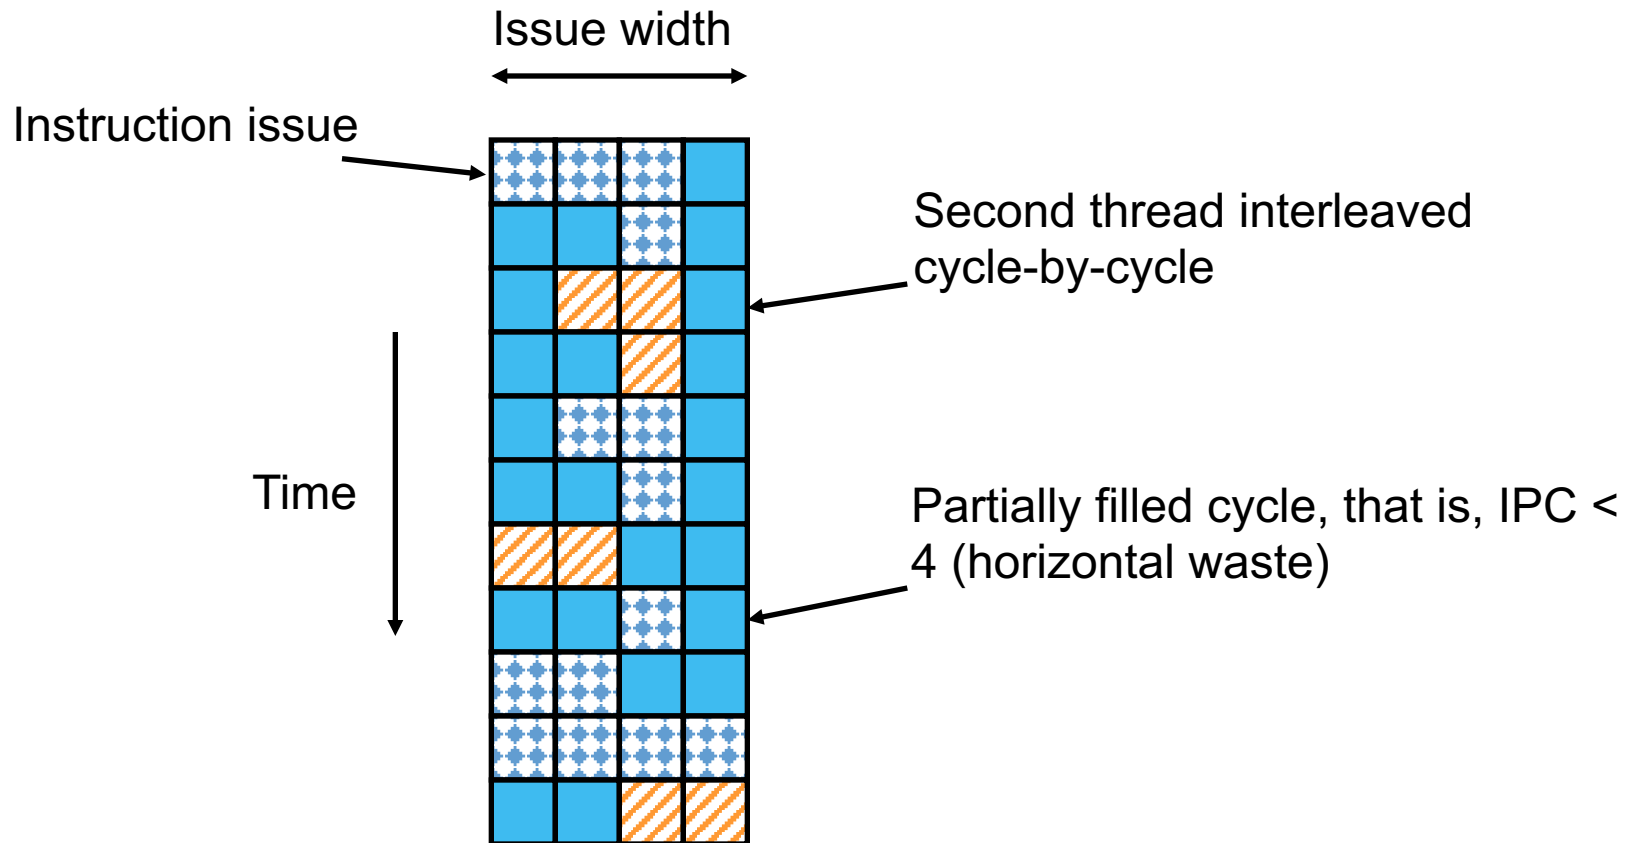 Issue width
Instruction issue
Second thread interleaved
cycle-by-cycle
Time
Partially filled cycle, that is, IPC <
4 (horizontal waste)